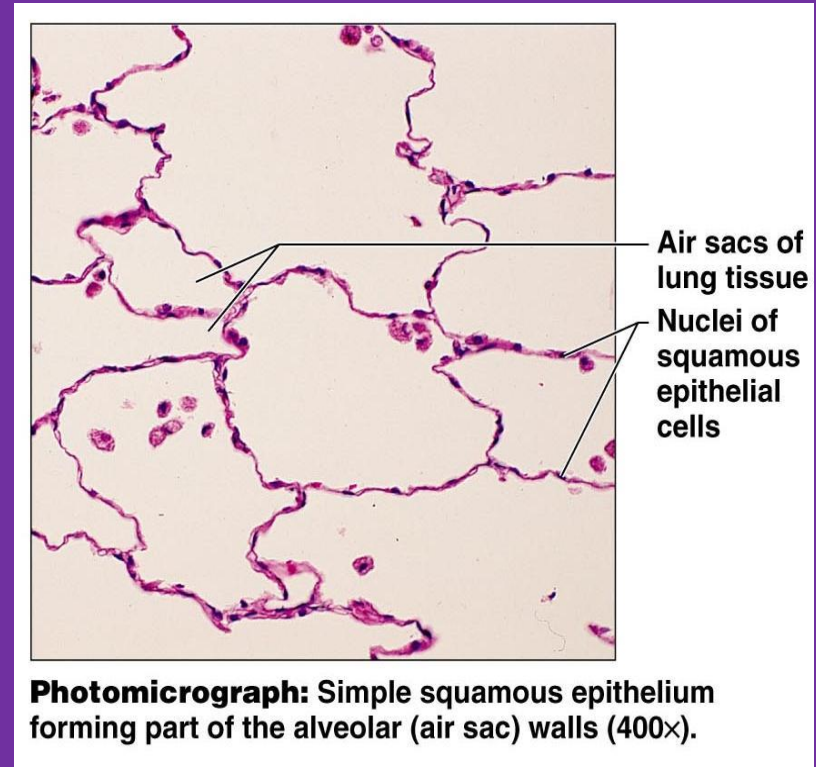 Air sacs of
lung tissue
Nuclei of
squamous
epithelial
cells
Photomicrograph: Simple squamous epithelium
forming part of the alveolar (air sac) walls (400×).